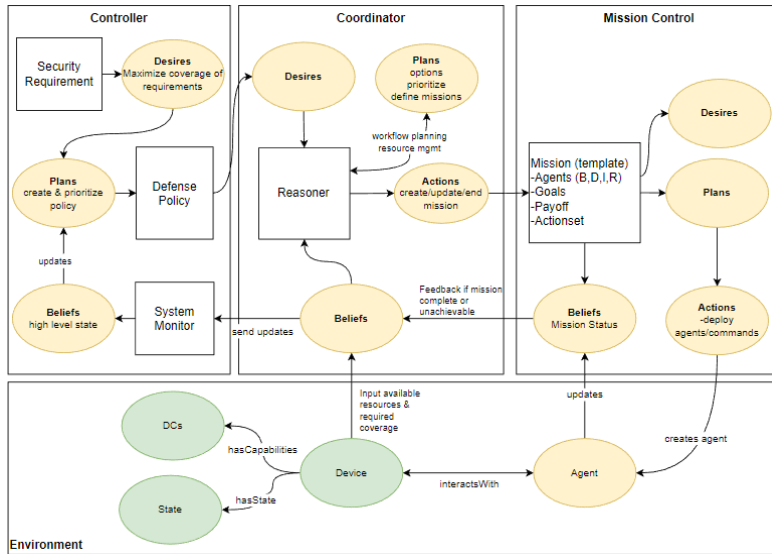 Controller
Security
Requirement
Desires
Maximize coverage of
requirements
Plans
create & prioritize
policy
Defense
Policy
updates
Beliefs
high level state
System
Monitor
Coordinator
Desires
Plans
options
prioritize
define missions
workflow planning
resource mgmt
Reasoner
Actions
create/update/end
mission
send updates
Beliefs
Feedback if mission
complete or
unachievable
Mission Control
Mission (template)
-Agents (B,D,I,R)
-Goals
-Payoff
-Actionset
Desires
Plans
Beliefs
Mission Status
Actions
-deploy
agents/commands
Input available
resources &
required
coverage
updates
creates agent
DCs
hasCapabilities
Device
interactsWith
Agent
State
hasState
Environment